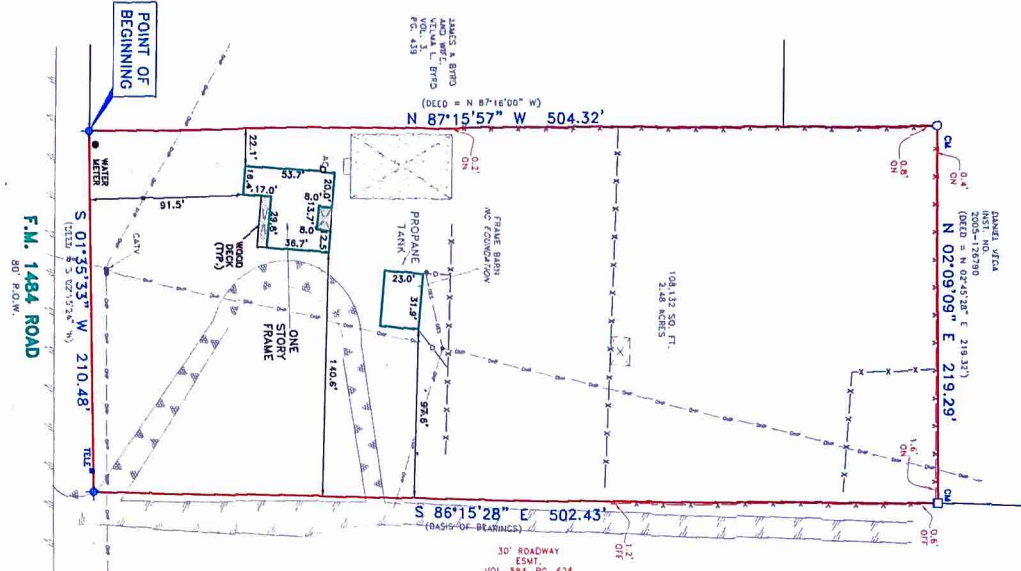 POINT OF
BEGINNING
JAMES A BYRD
AND WIFE,
VELMA L. BYRD
VOL. 3,
PG. 439
(DEED = N 87°16'00" W)
N 87°15'57" W 504.32'
0.2'
ON
0.8'
ON
CM
0.4'
ON
DANIEL VEGA
INST. NO.
2005-126790
(DEED = N 02°45'28" E 219.32')
N 02°09'09" E 219.29'
WATER
METER
22.1'
53.7'
A/C
20.0'
16.4'
17.0'
8.0'
13.7'
8.0'
12.5'
29.8'
36.7'
91.5'
WOOD
DECK
(TYP.)
ONE
STORY
FRAME
PROPANE
TANK
FRAME BARN
NO FOUNDATION
23.0'
31.9'
108,132 SQ. FT.
2.48 ACRES
CATV
140.6'
97.6'
1.6'
ON
CM
TELE
S 01°35'33" W 210.48'
F.M. 1484 ROAD
80' R.O.W.
S 86°15'28" E 502.43'
(BASIS OF BEARINGS)
1.2'
OFF
0.6'
OFF
30' ROADWAY
ESMT.